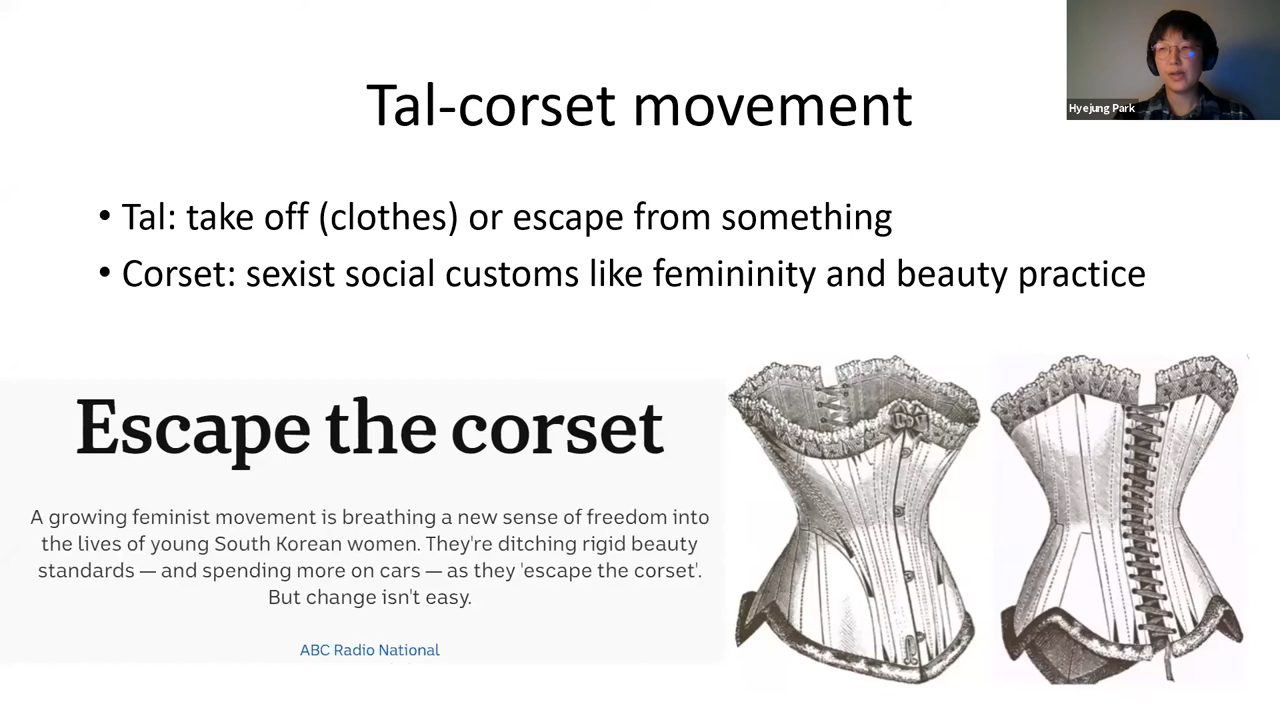 Tal-corset movement
Hyejung Park
• Tal: take off (clothes) or escape from something
• Corset: sexist social customs like femininity and beauty practice
Escape the corset
A growing feminist movement is breathing a new sense of freedom into
the lives of young South Korean women. They're ditching rigid beauty
standards — and spending more on cars — as they 'escape the corset'.
But change isn't easy.
ABC Radio National